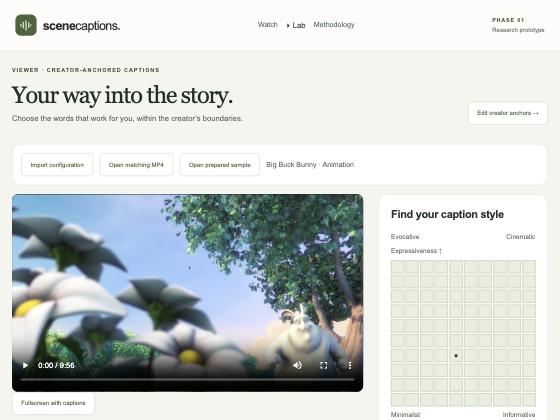 scenecaptions.
Watch
Lab
Methodology
PHASE 01
Research prototype
VIEWER · CREATOR-ANCHORED CAPTIONS
Your way into the story.
Choose the words that work for you, within the creator's boundaries.
Edit creator anchors →
Import configuration
Open matching MP4
Open prepared sample
Big Buck Bunny · Animation
0:00 / 9:56
Fullscreen with captions
Find your caption style
Evocative
Cinematic
Expressiveness ↑
Minimalist
Informative